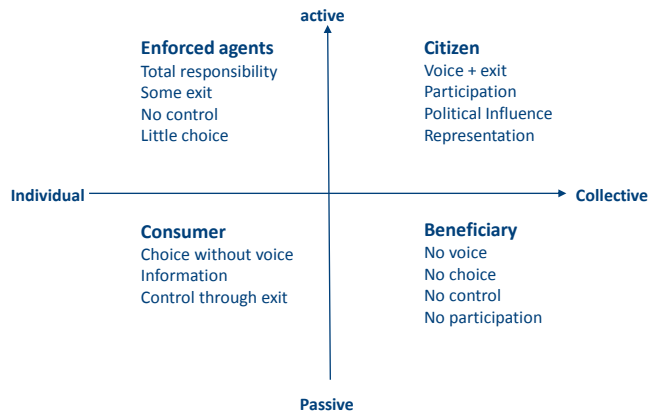 active
Enforced agents
Total responsibility
Some exit
No control
Little choice
Citizen
Voice + exit
Participation
Political Influence
Representation
Individual
Collective
Consumer
Choice without voice
Information
Control through exit
Beneficiary
No voice
No choice
No control
No participation
Passive